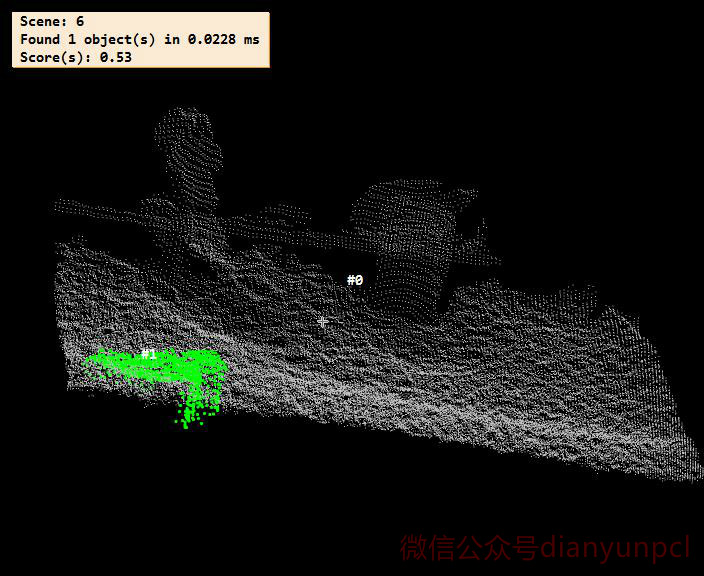 Scene: 6
Found 1 object(s) in 0.0228 ms
Score(s): 0.53
#0
#1
微信公众号dianyunpcl